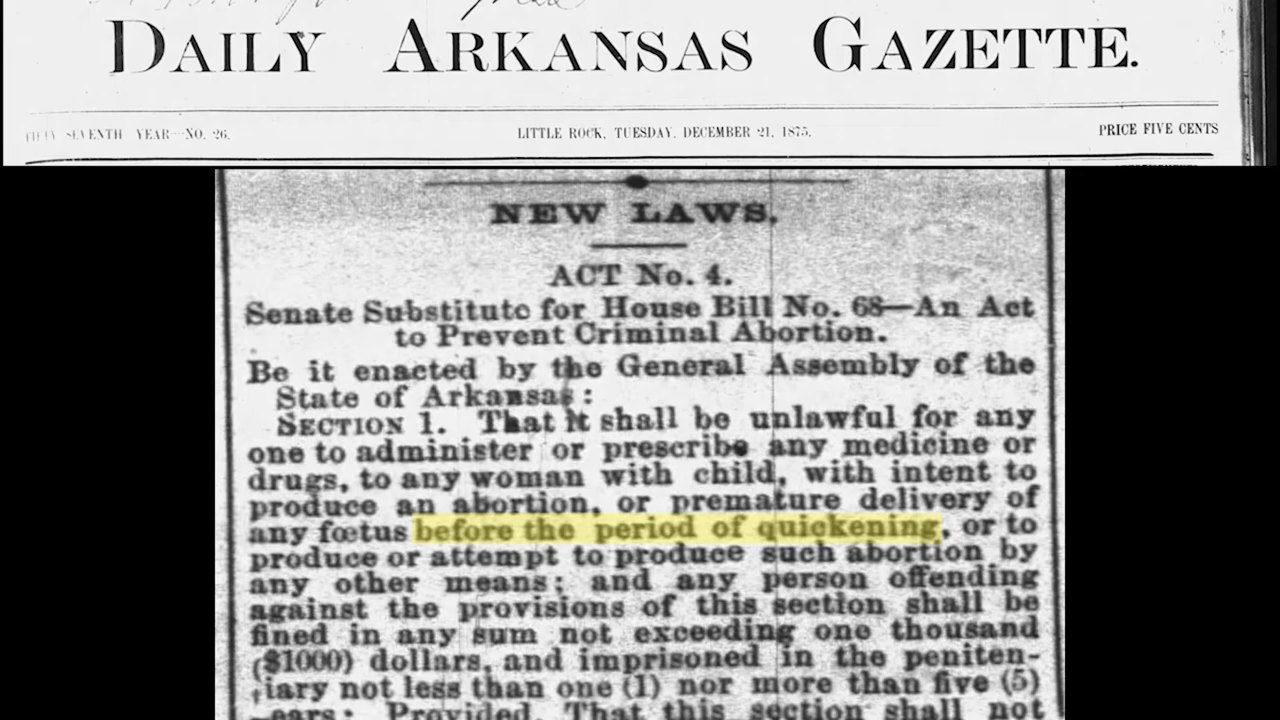 DAILY ARKANSAS GAZETTE.
FIFTY SEVENTH YEAR—NO. 26. LITTLE ROCK, TUESDAY, DECEMBER 21, 1875. PRICE FIVE CENTS
NEW LAWS.
ACT No. 4.
Senate Substitute for House Bill No. 68—An Act
to Prevent Criminal Abortion.
Be it enacted by the General Assembly of the
State of Arkansas:
SECTION 1. That it shall be unlawful for any
one to administer or prescribe any medicine or
drugs, to any woman with child, with intent to
produce an abortion, or premature delivery of
any fœtus before the period of quickening, or to
produce or attempt to produce such abortion by
any other means; and any person offending
against the provisions of this section shall be
fined in any sum not exceeding one thousand
($1000) dollars, and imprisoned in the peniten-
tiary not less than one (1) nor more than five (5)
years: Provided, That this section shall not